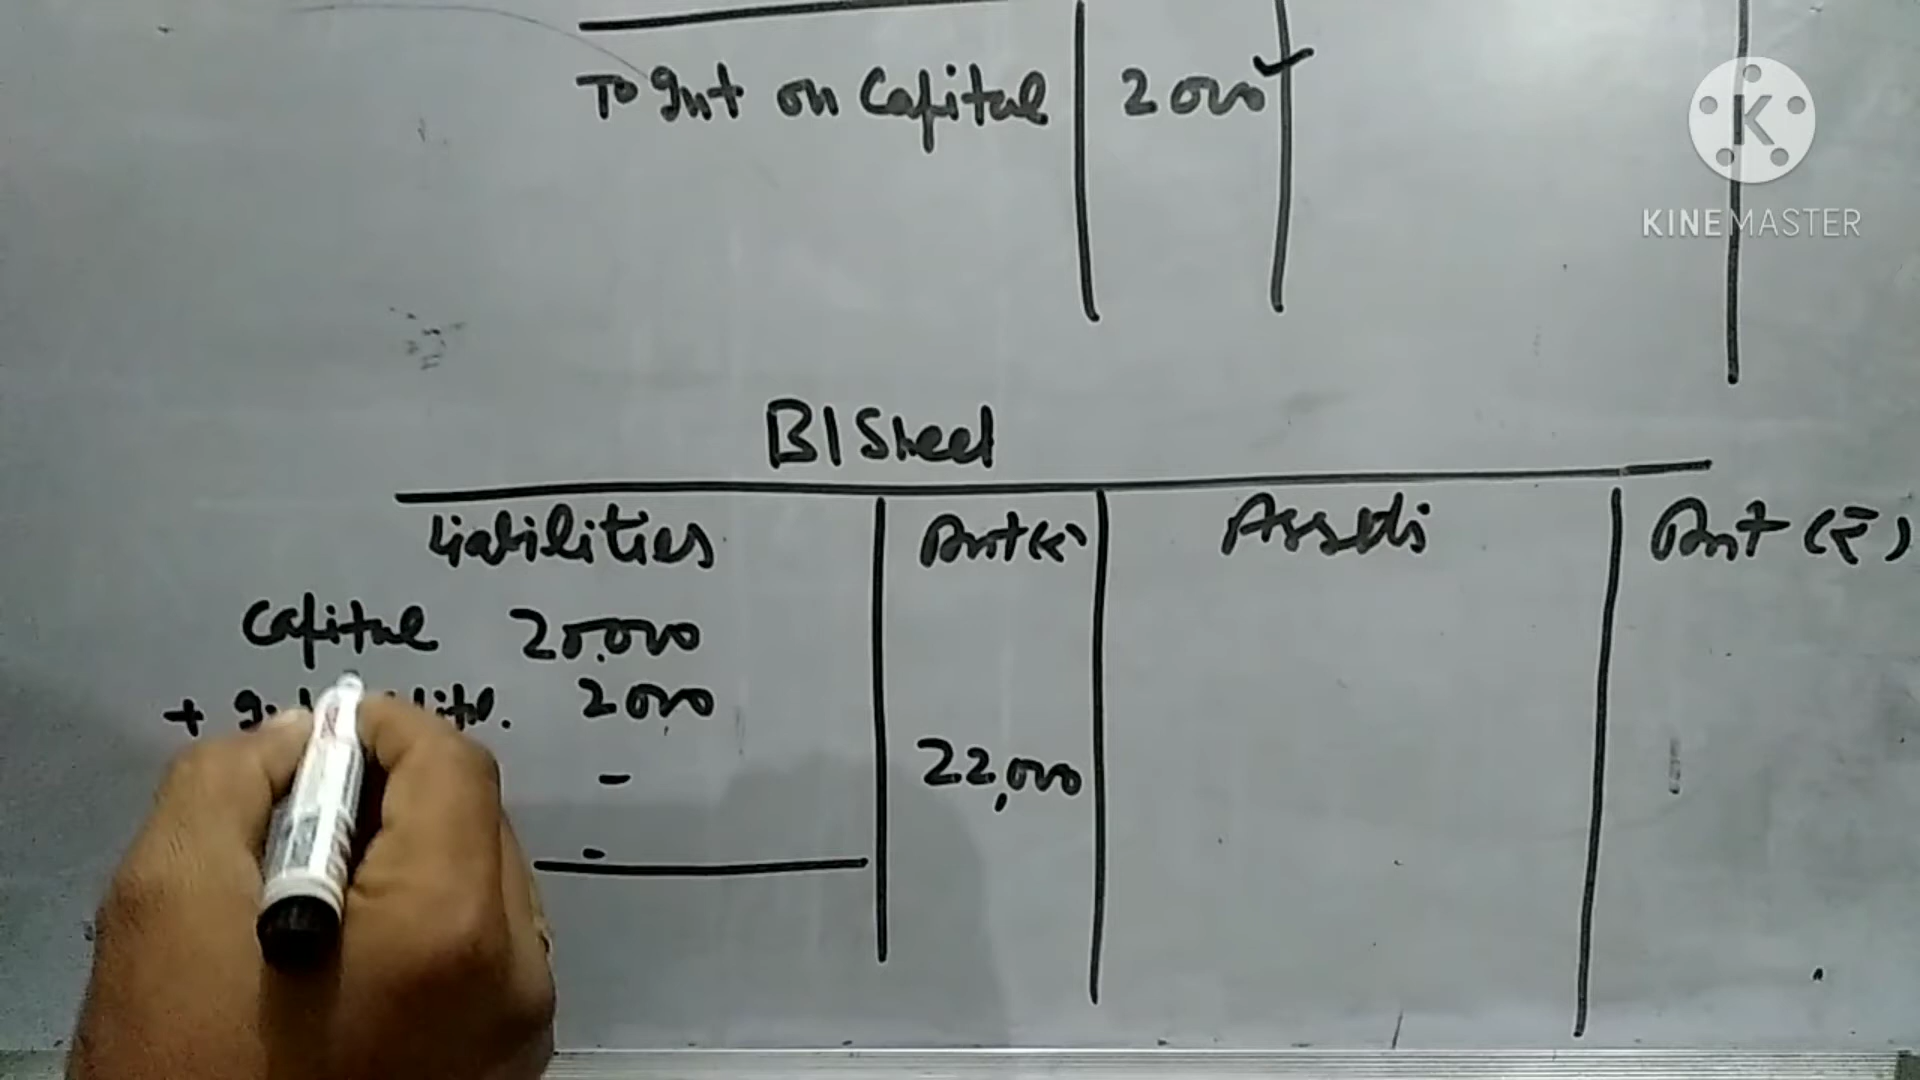 To Int on Capital 2000
K
KINEMASTER
B/Sheet
Liabilities Amt(₹) Assets Amt (₹)
Capital 20,000
+ 2000
- 22,000
-